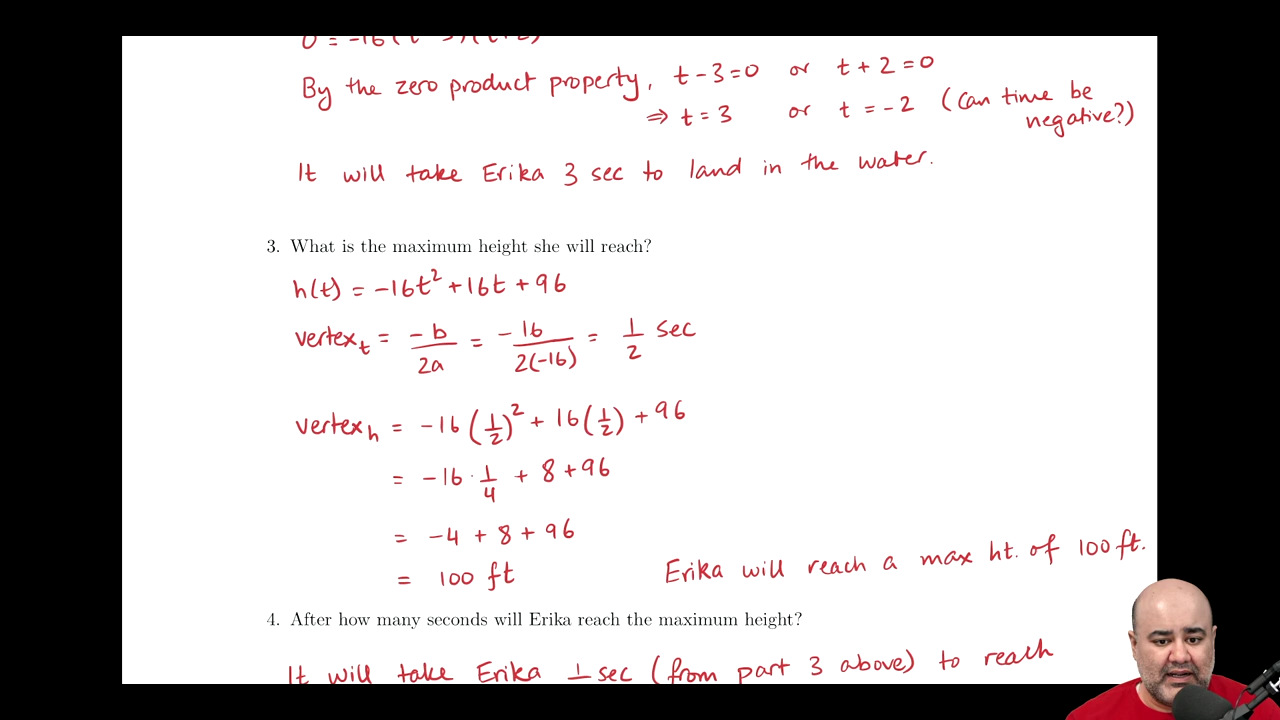 0 = -16(t-3)(t+2)
By the zero product property, t-3=0 or t+2=0
⇒ t=3 or t=-2 (can time be
negative?)
It will take Erika 3 sec to land in the water.
3. What is the maximum height she will reach?
h(t) = -16t²+16t+96
vertex_t = -b/2a = -16/2(-16) = 1/2 sec
vertex_h = -16(1/2)² + 16(1/2) + 96
= -16 · 1/4 + 8 + 96
= -4 + 8 + 96
= 100 ft
Erika will reach a max ht. of 100 ft.
4. After how many seconds will Erika reach the maximum height?
It will take Erika 1 sec (from part 3 above) to reach